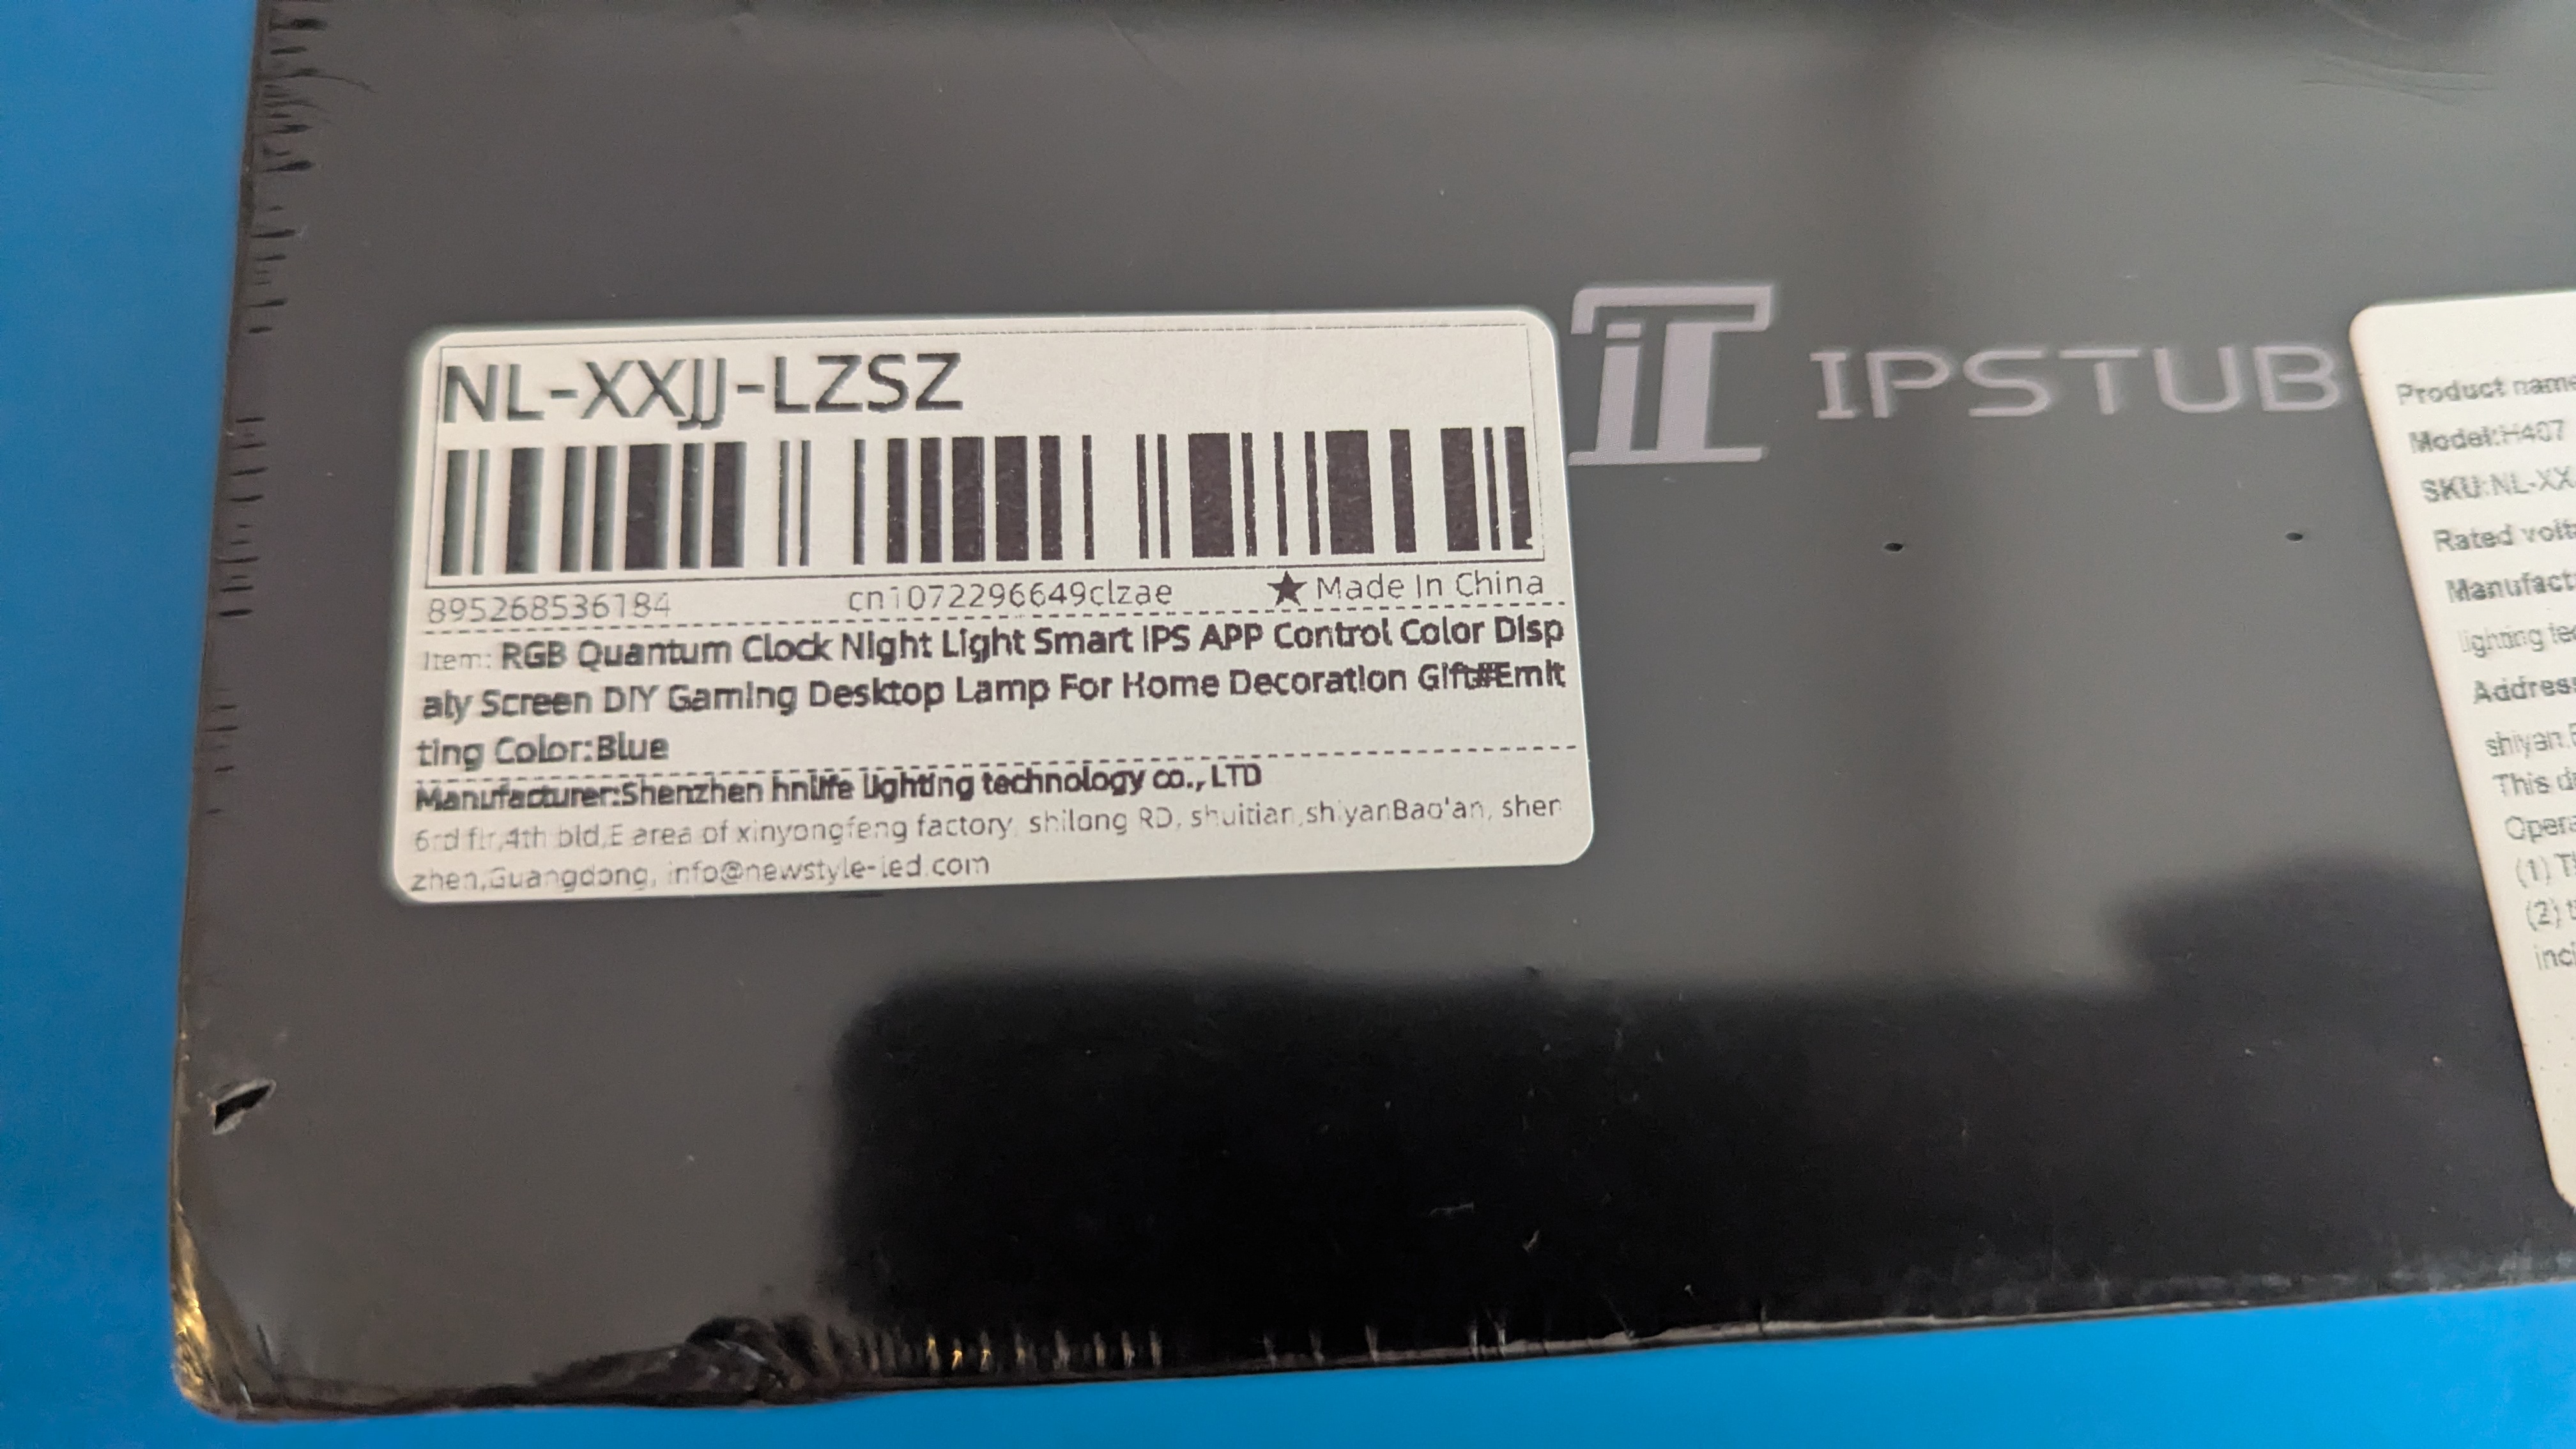 NL-XXJJ-LZSZ
895268536184 cn1072296649clzae ★ Made In China
Item: RGB Quantum Clock Night Light Smart IPS APP Control Color Disp
aly Screen DIY Gaming Desktop Lamp For Home Decoration Gift#Emit
ting Color:Blue
Manufacturer:Shenzhen hnlife lighting technology co., LTD
6rd flr,4th bld,E area of xinyongfeng factory, shilong RD, shuitian,shiyanBao'an, shen
zhen,Guangdong, info@newstyle-led.com
iT IPSTUB
Product name
Model:H407
SKU:NL-XX
Rated volt
Manufact
lighting te
Address
shiyan,
This d
Opera
(1) T
(2) t
inci